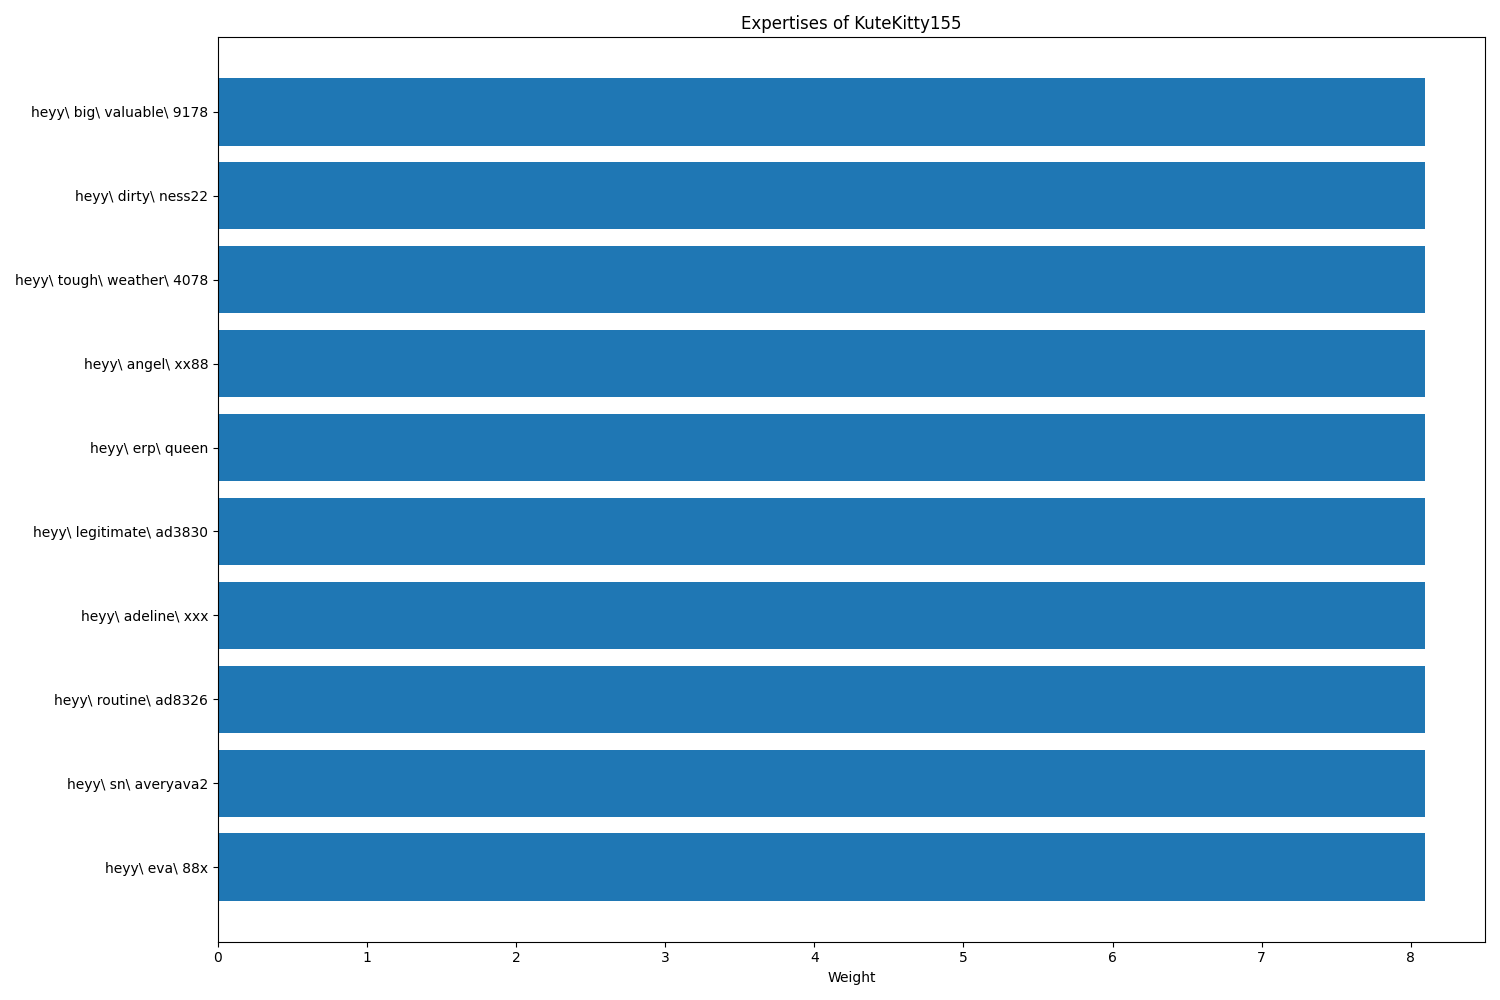 Expertises of KuteKitty155
heyy\ big\ valuable\ 9178
heyy\ dirty\ ness22
heyy\ tough\ weather\ 4078
heyy\ angel\ xx88
heyy\ erp\ queen
heyy\ legitimate\ ad3830
heyy\ adeline\ xxx
heyy\ routine\ ad8326
heyy\ sn\ averyava2
heyy\ eva\ 88x
0 1 2 3 4 5 6 7 8
Weight